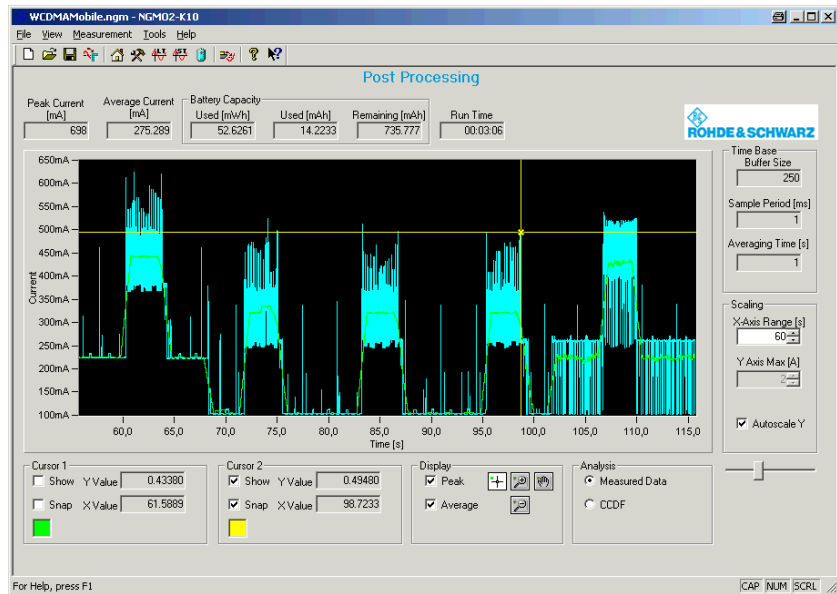 WCDMAMobile.ngm - NGMO2-K10
File View Measurement Tools Help
Post Processing
Peak Current [mA]
698
Average Current [mA]
275.289
Battery Capacity
Used [mWh]
52.6261
Used [mAh]
14.2233
Remaining [mAh]
735.777
Run Time
00:03:06
ROHDE & SCHWARZ
650mA
600mA
550mA
500mA
450mA
400mA
350mA
300mA
250mA
200mA
150mA
100mA
Current
60,0 65,0 70,0 75,0 80,0 85,0 90,0 95,0 100,0 105,0 110,0 115,0
Time [s]
Time Base
Buffer Size
250
Sample Period [ms]
1
Averaging Time [s]
1
Scaling
X-Axis Range [s]
60
Y Axis Max [A]
2
Autoscale Y
Cursor 1
Show Y Value 0.43380
Snap X Value 61.5889
Cursor 2
Show Y Value 0.49480
Snap X Value 98.7233
Display
Peak
Average
Analysis
Measured Data
CCDF
For Help, press F1
CAP NUM SCRL